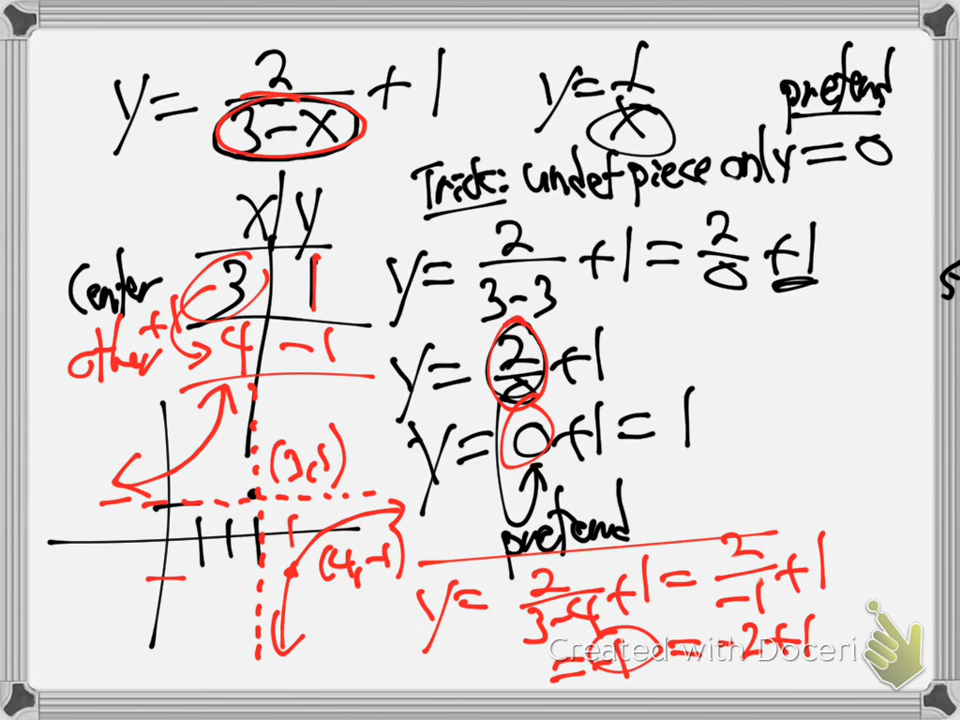 y = 2/(3-x) + 1
y = 1/x
pretend
Trick: undef piece only = 0
x | y
center 3 | 1
other +1 4 | -1
y = 2/(3-3) + 1 = 2/0 + 1
y = 2/0 + 1
y = 0 + 1 = 1
pretend
(3,1)
(4,-1)
y = 2/(3-4) + 1 = 2/-1 + 1
= -1 = -2+1
Created with Doceri